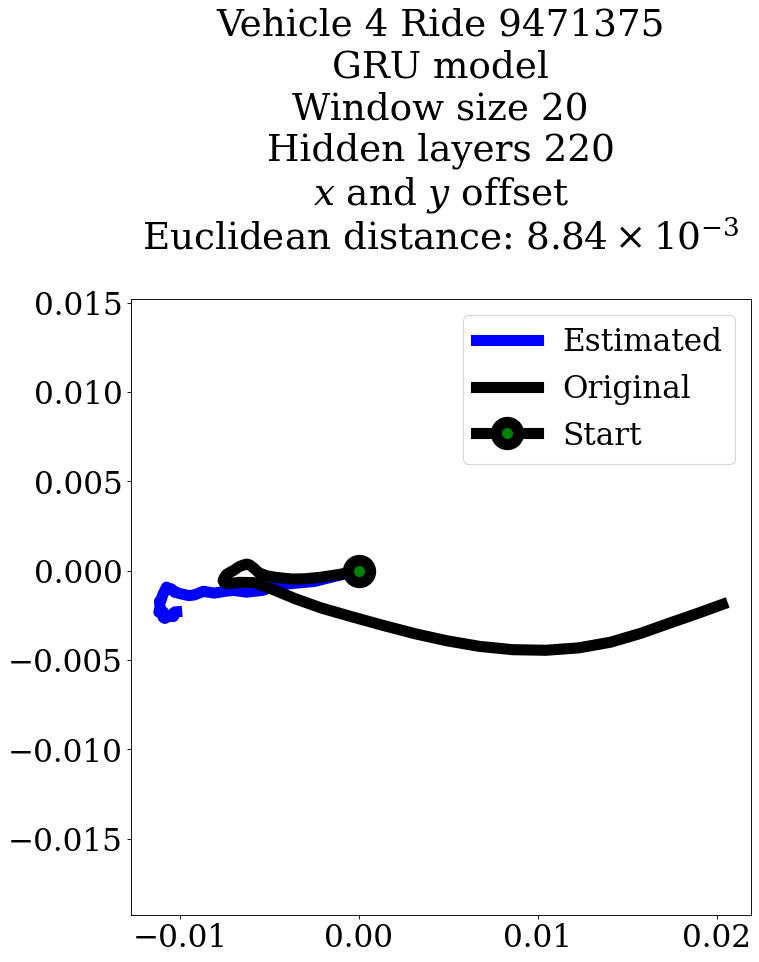 Vehicle 4 Ride 9471375
GRU model
Window size 20
Hidden layers 220
x and y offset
Euclidean distance: 8.84 × 10⁻³
0.015
0.010
0.005
0.000
−0.005
−0.010
−0.015
Estimated
Original
Start
−0.01
0.00
0.01
0.02